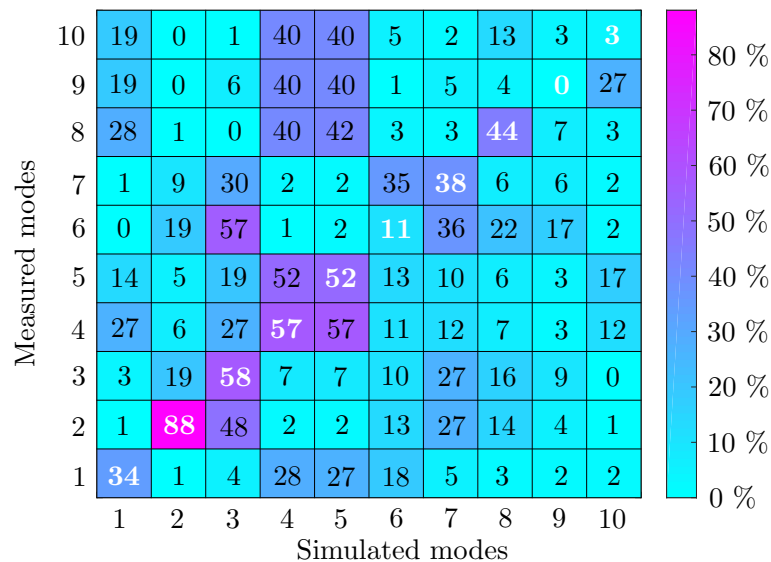 10 19 0 1 40 40 5 2 13 3 3
9 19 0 6 40 40 1 5 4 0 27
8 28 1 0 40 42 3 3 44 7 3
7 1 9 30 2 2 35 38 6 6 2
6 0 19 57 1 2 11 36 22 17 2
5 14 5 19 52 52 13 10 6 3 17
4 27 6 27 57 57 11 12 7 3 12
3 3 19 58 7 7 10 27 16 9 0
2 1 88 48 2 2 13 27 14 4 1
1 34 1 4 28 27 18 5 3 2 2
1 2 3 4 5 6 7 8 9 10
Simulated modes
Measured modes
80 %
70 %
60 %
50 %
40 %
30 %
20 %
10 %
0 %